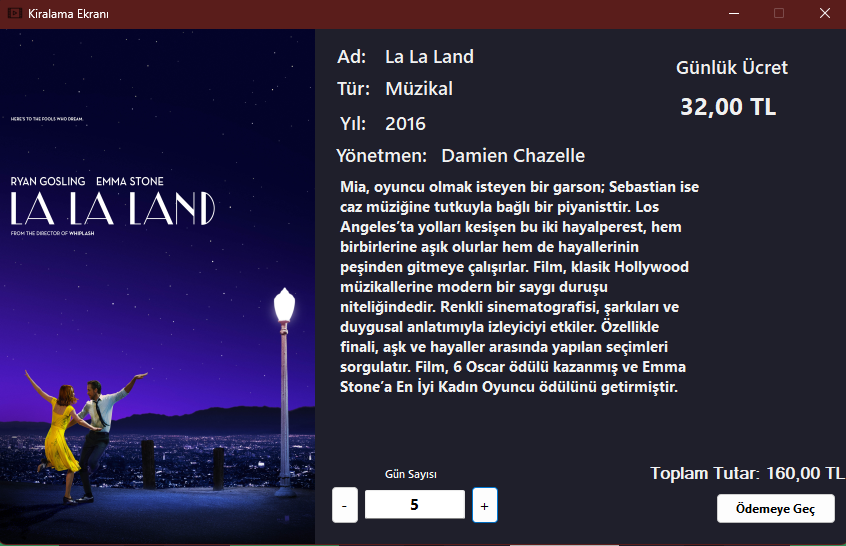 Kiralama Ekranı
HERE'S TO THE FOOLS WHO DREAM.
RYAN GOSLING EMMA STONE
LA LA LAND
FROM THE DIRECTOR OF WHIPLASH
Ad: La La Land
Tür: Müzikal
Yıl: 2016
Yönetmen: Damien Chazelle
Günlük Ücret
32,00 TL
Mia, oyuncu olmak isteyen bir garson; Sebastian ise
caz müziğine tutkuyla bağlı bir piyanisttir. Los
Angeles’ta yolları kesişen bu iki hayalperest, hem
birbirlerine aşık olurlar hem de hayallerinin
peşinden gitmeye çalışırlar. Film, klasik Hollywood
müzikallerine modern bir saygı duruşu
niteliğindedir. Renkli sinematografisi, şarkıları ve
duygusal anlatımıyla izleyiciyi etkiler. Özellikle
finali, aşk ve hayaller arasında yapılan seçimleri
sorgulatır. Film, 6 Oscar ödülü kazanmış ve Emma
Stone’a En İyi Kadın Oyuncu ödülünü getirmiştir.
Gün Sayısı
- 5 +
Toplam Tutar: 160,00 TL
Ödemeye Geç